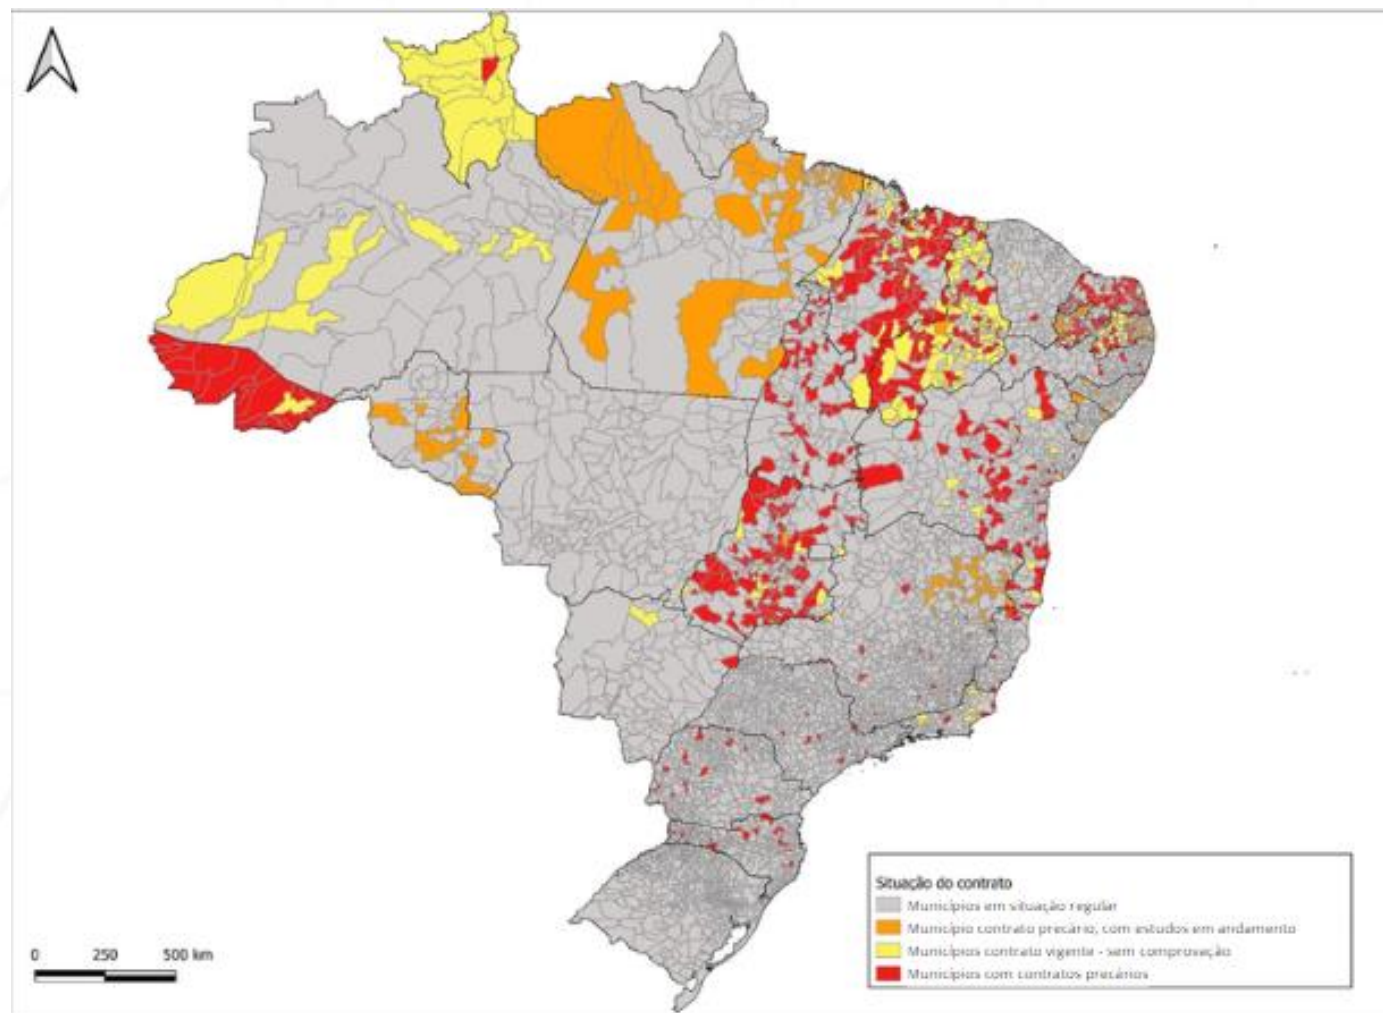 0 250 500 km
Situação do contrato
Municípios em situação regular
Município contrato precário, com estudos em andamento
Municípios contrato vigente - sem comprovação
Municípios com contratos precários